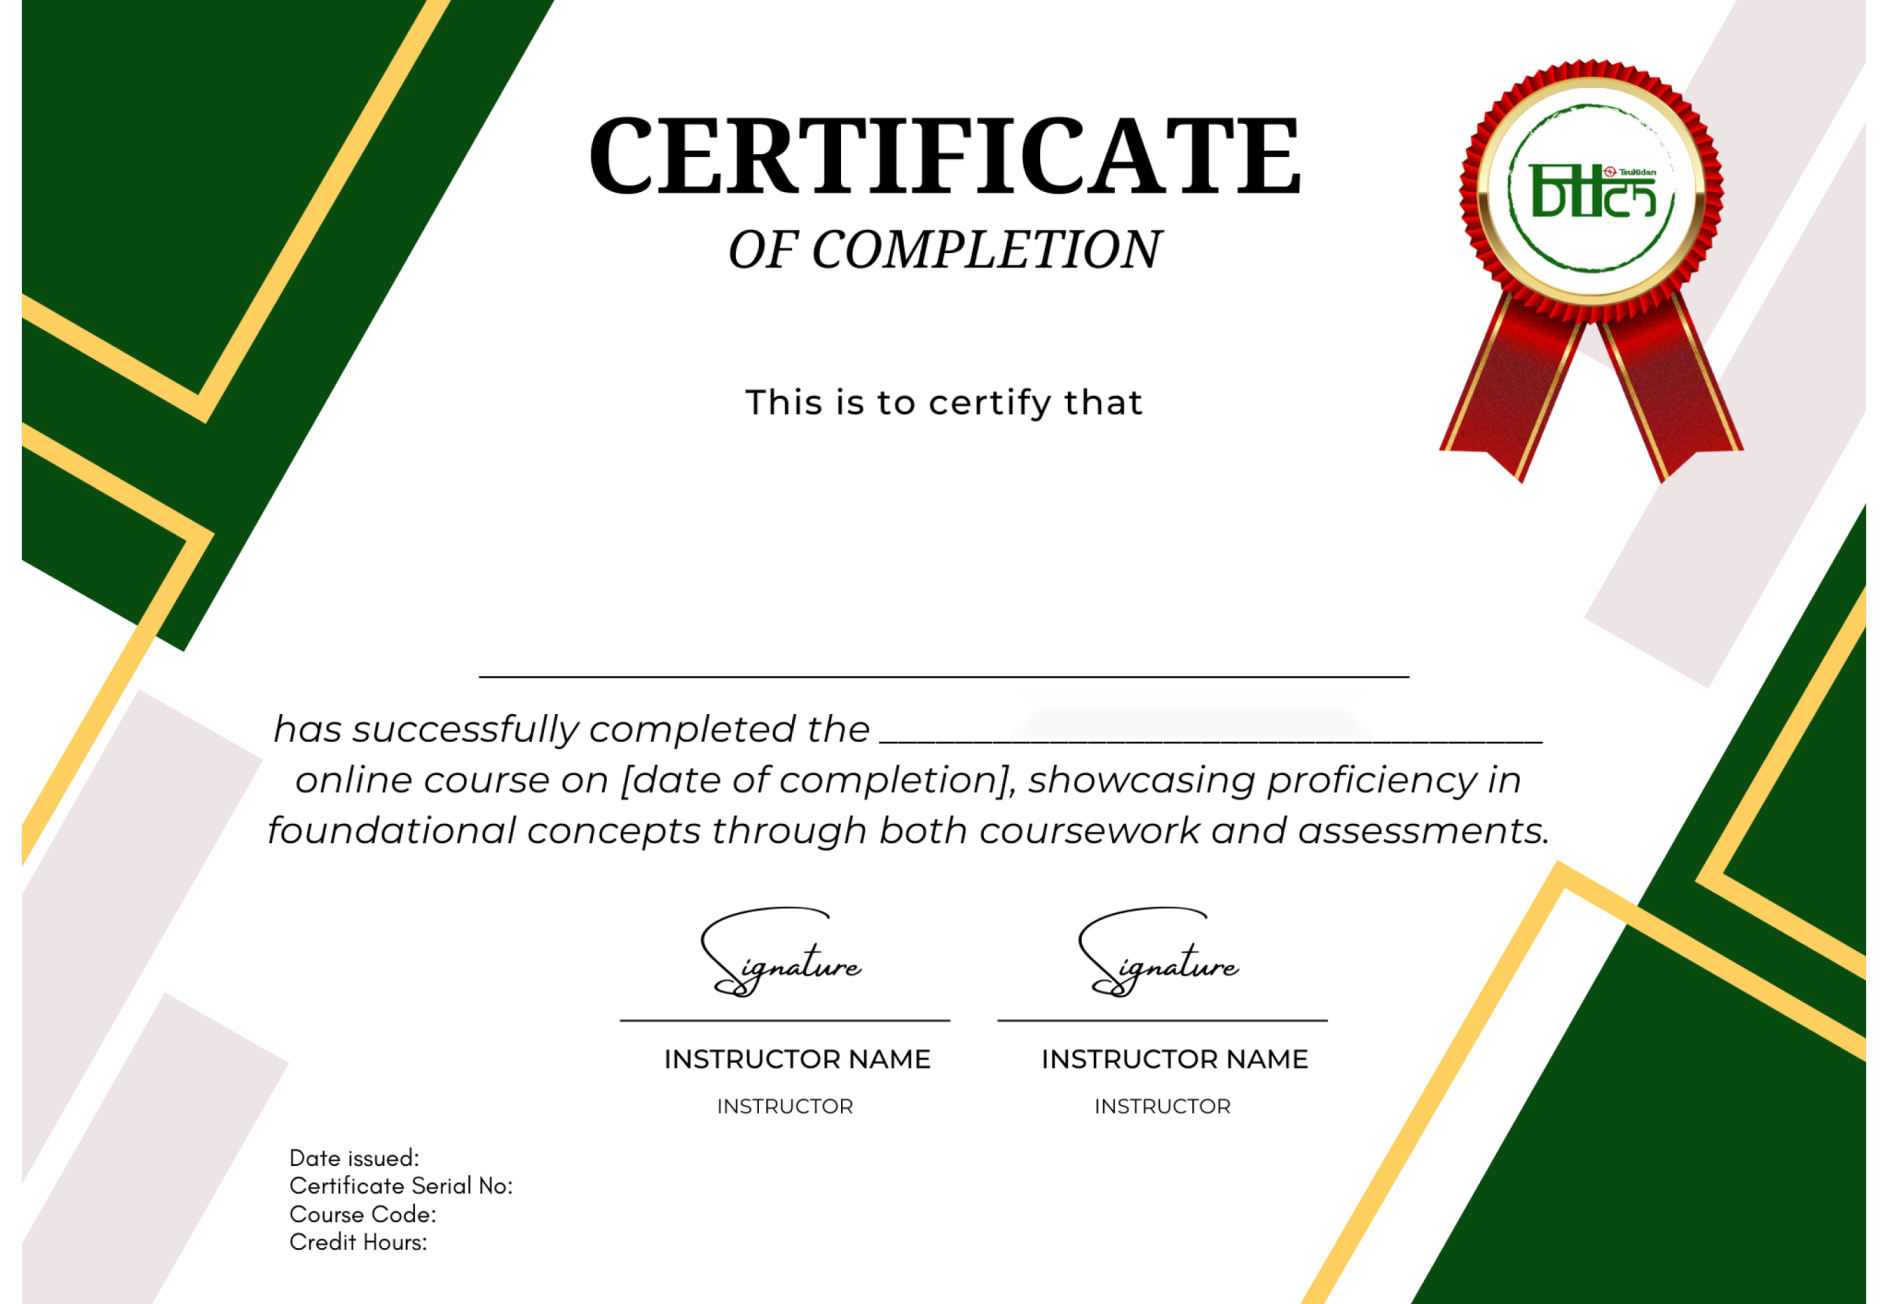 CERTIFICATE
OF COMPLETION
TsuKidan
This is to certify that
has successfully completed the ___________________________________
online course on [date of completion], showcasing proficiency in
foundational concepts through both coursework and assessments.
Signature
Signature
INSTRUCTOR NAME
INSTRUCTOR NAME
INSTRUCTOR
INSTRUCTOR
Date issued:
Certificate Serial No:
Course Code:
Credit Hours: